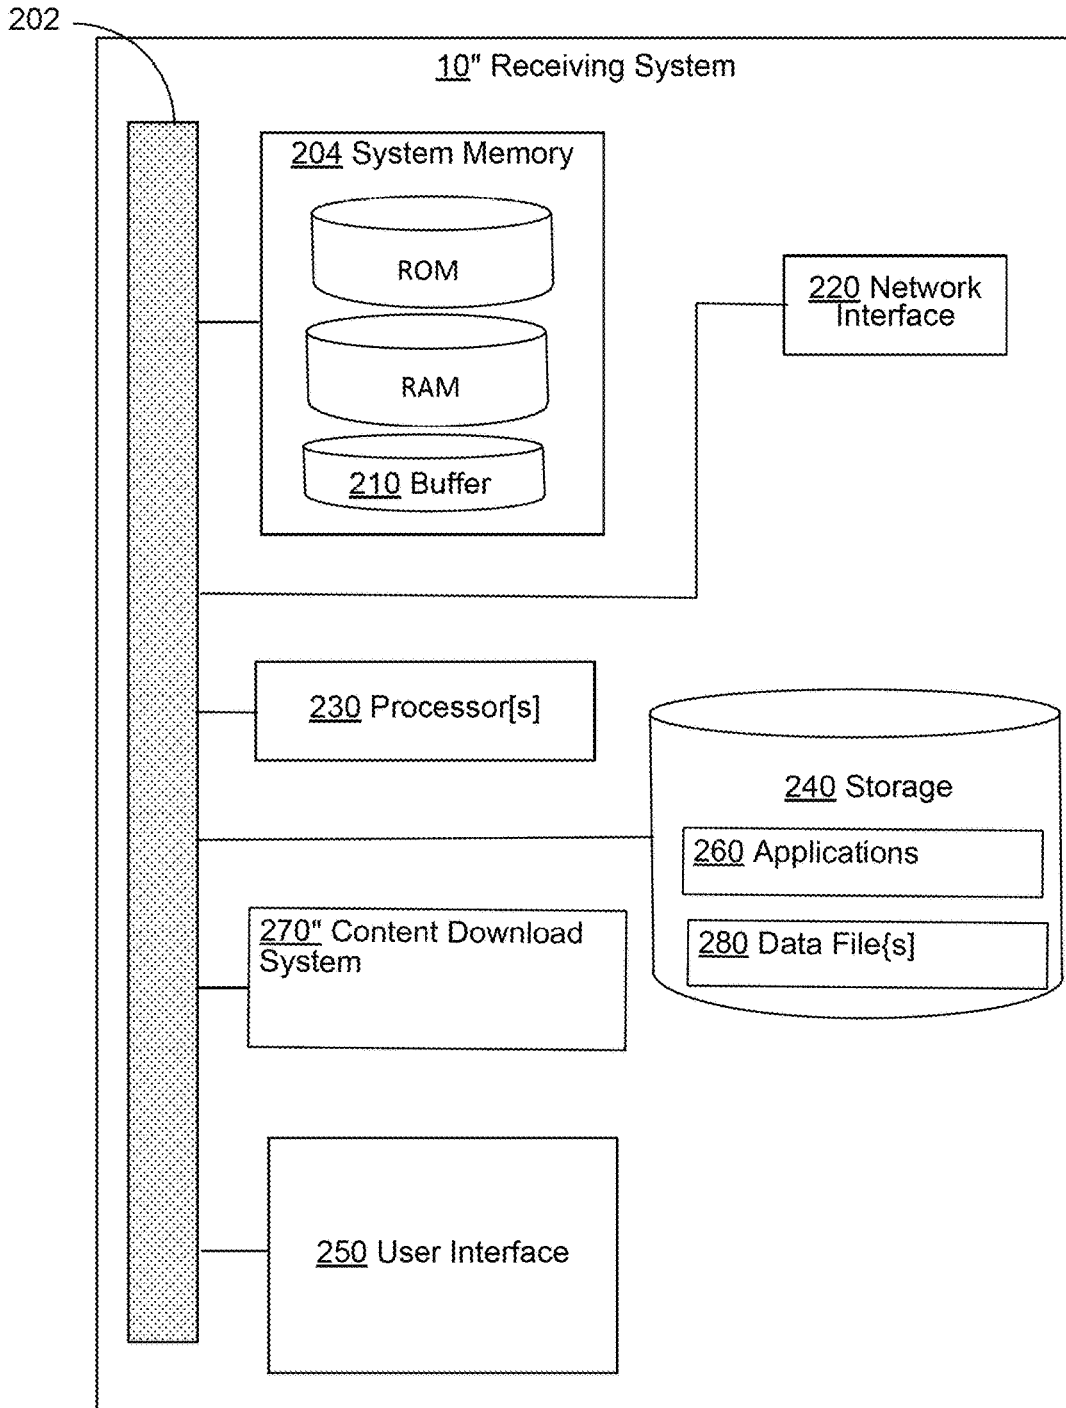 202
10" Receiving System
204 System Memory
ROM
RAM
210 Buffer
220 Network
Interface
230 Processor[s]
240 Storage
260 Applications
280 Data File{s]
270" Content Download
System
250 User Interface